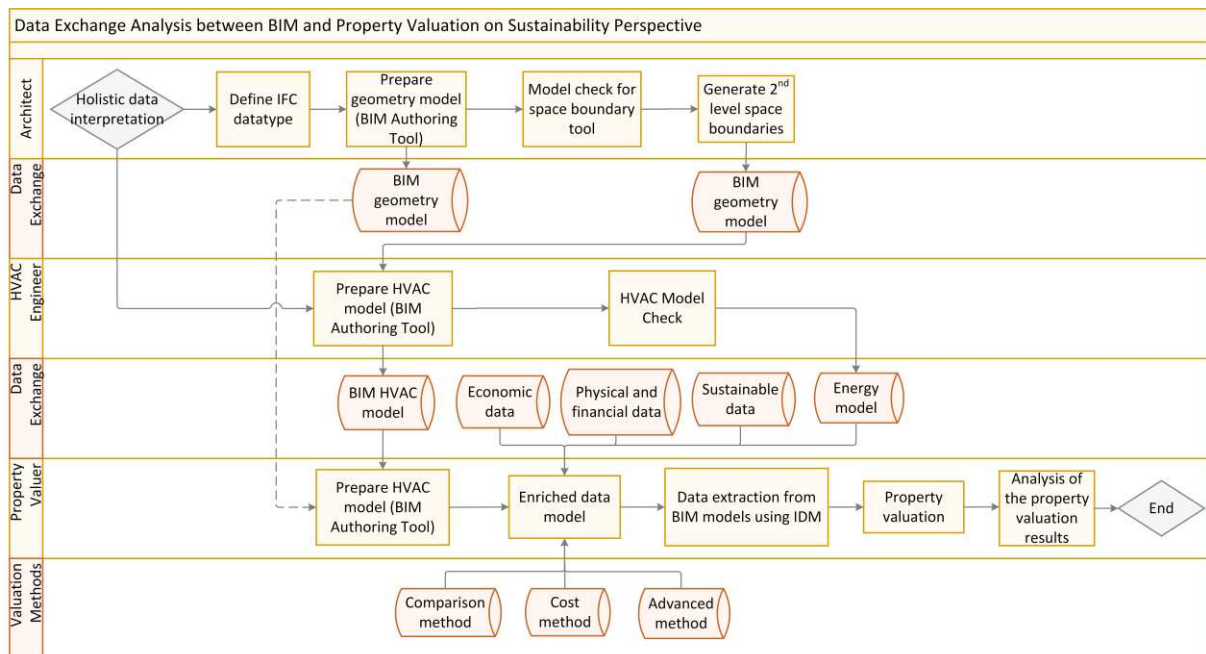 Data Exchange Analysis between BIM and Property Valuation on Sustainability Perspective
Architect
Holistic data
interpretation
Define IFC
datatype
Prepare
geometry model
(BIM Authoring
Tool)
Model check for
space boundary
tool
Generate 2nd
level space
boundaries
Data
Exchange
BIM
geometry
model
BIM
geometry
model
HVAC
Engineer
Prepare HVAC
model (BIM
Authoring Tool)
HVAC Model
Check
Data
Exchange
BIM HVAC
model
Economic
data
Physical and
financial data
Sustainable
data
Energy
model
Property
Valuer
Prepare HVAC
model (BIM
Authoring Tool)
Enriched data
model
Data extraction from
BIM models using IDM
Property
valuation
Analysis of
the property
valuation
results
End
Valuation
Methods
Comparison
method
Cost
method
Advanced
method